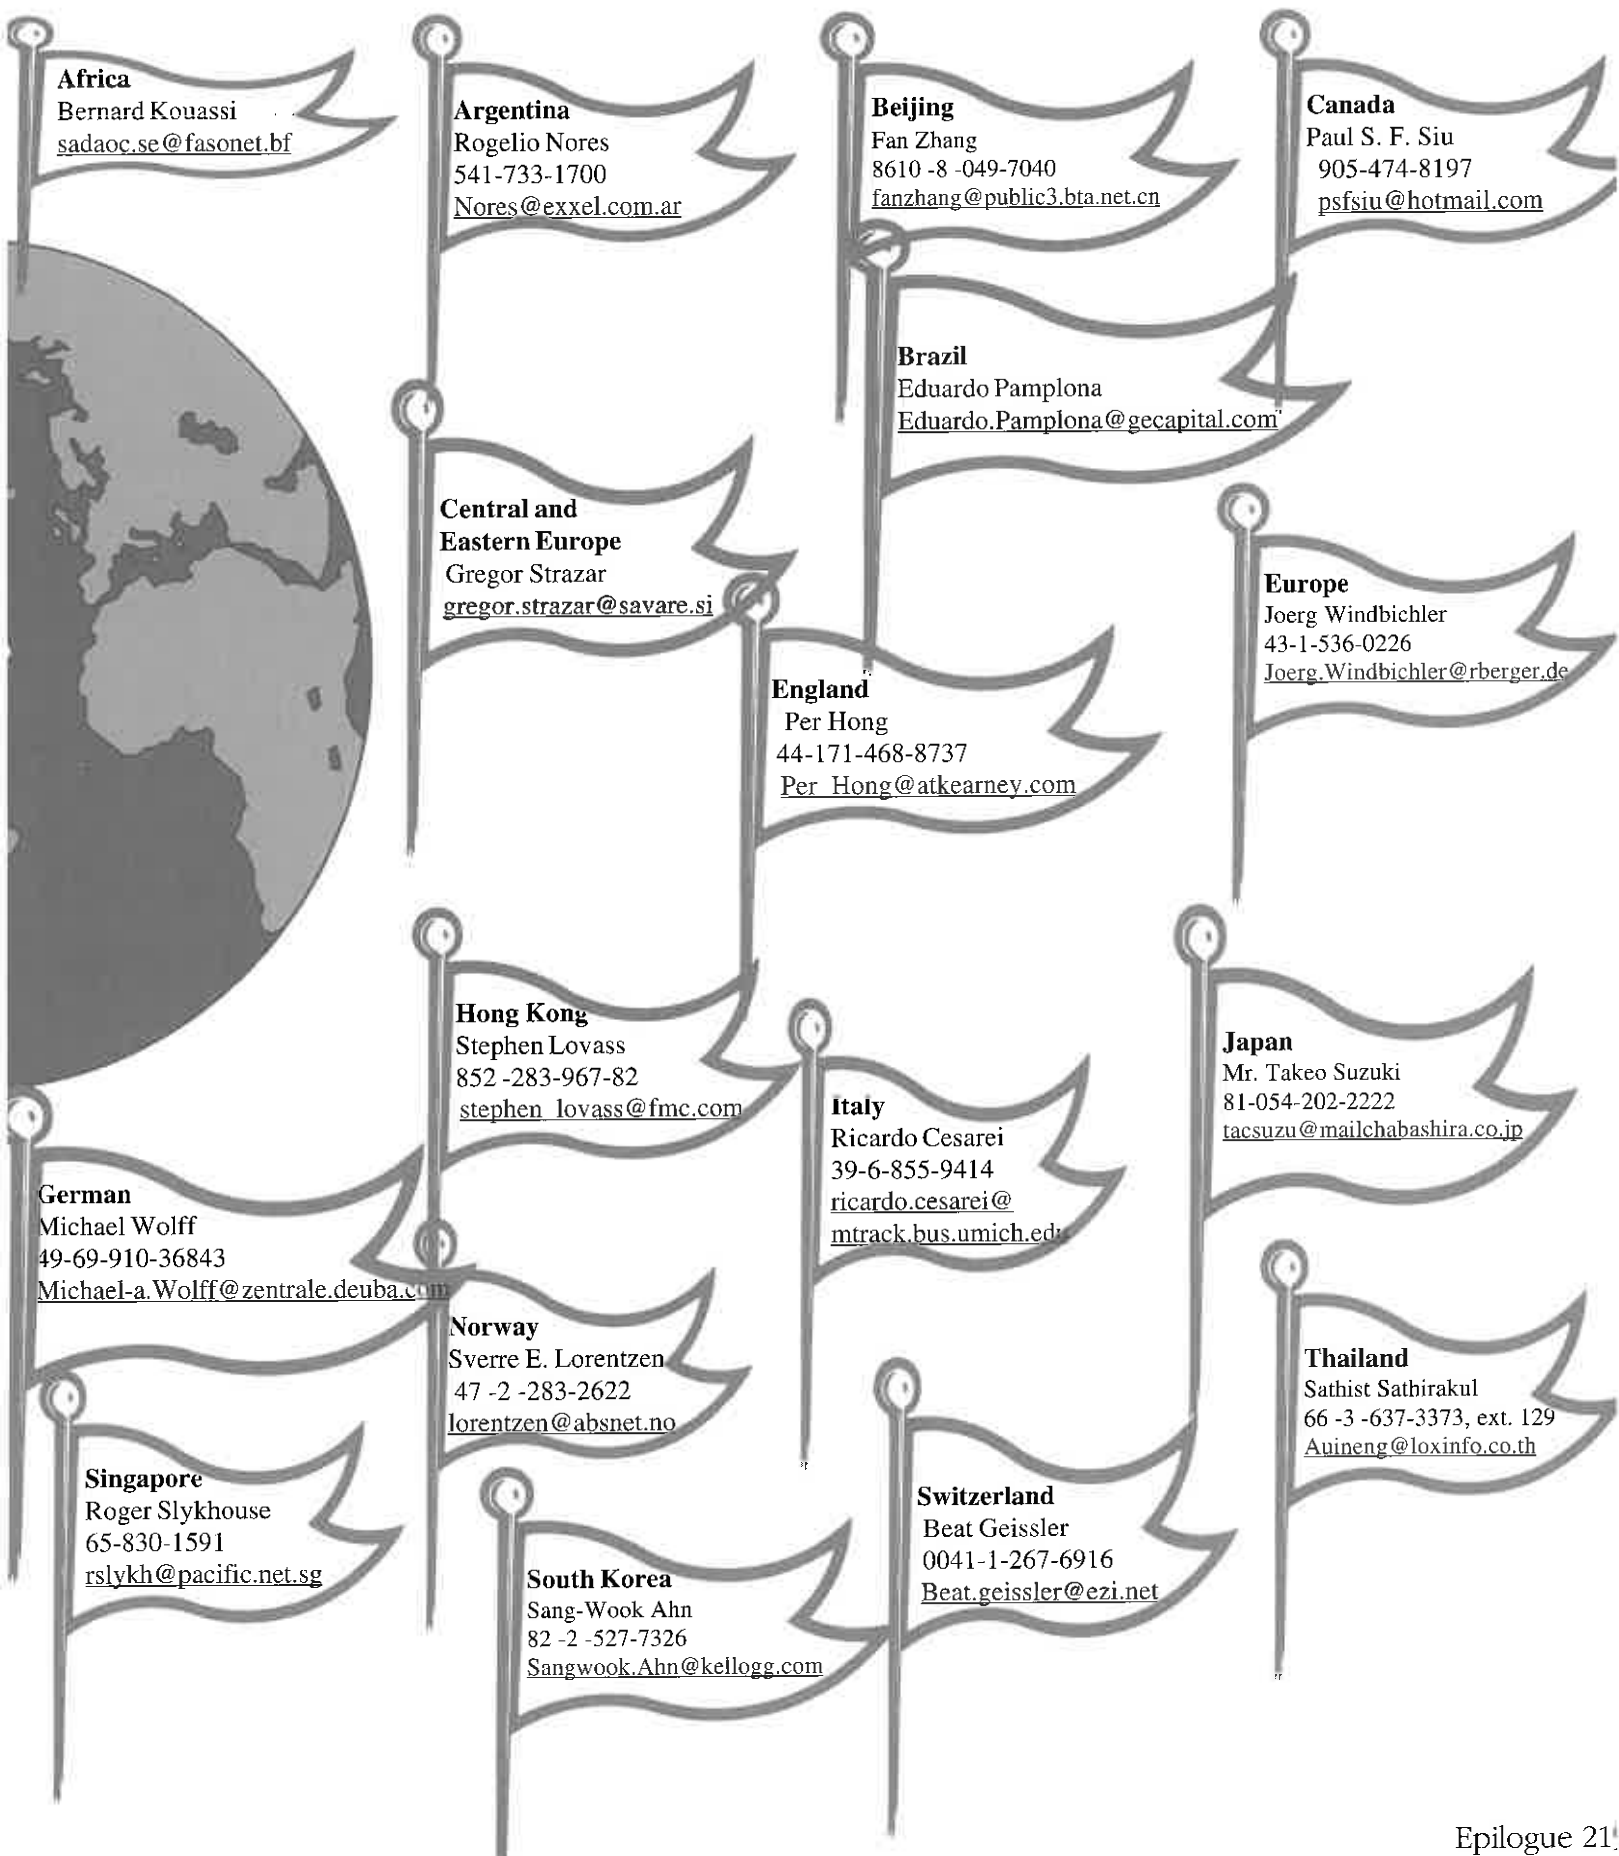 Africa
Bernard Kouassi
sadaoc.se@fasonet.bf
Argentina
Rogelio Nores
541-733-1700
Nores@exxel.com.ar
Beijing
Fan Zhang
8610 -8 -049-7040
fanzhang@public3.bta.net.cn
Canada
Paul S. F. Siu
905-474-8197
psfsiu@hotmail.com
Brazil
Eduardo Pamplona
Eduardo.Pamplona@gecapital.com
Central and
Eastern Europe
Gregor Strazar
gregor.strazar@savare.si
Europe
Joerg Windbichler
43-1-536-0226
Joerg.Windbichler@rberger.de
England
Per Hong
44-171-468-8737
Per_Hong@atkearney.com
Hong Kong
Stephen Lovass
852 -283-967-82
stephen_lovass@fmc.com
Italy
Ricardo Cesarei
39-6-855-9414
ricardo.cesarei@
mtrack.bus.umich.edu
Japan
Mr. Takeo Suzuki
81-054-202-2222
tacsuzu@mailchabashira.co.jp
German
Michael Wolff
49-69-910-36843
Michael-a.Wolff@zentrale.deuba.com
Norway
Sverre E. Lorentzen
47 -2 -283-2622
lorentzen@absnet.no
Thailand
Sathist Sathirakul
66 -3 -637-3373, ext. 129
Auineng@loxinfo.co.th
Singapore
Roger Slykhouse
65-830-1591
rslykh@pacific.net.sg
Switzerland
Beat Geissler
0041-1-267-6916
Beat.geissler@ezi.net
South Korea
Sang-Wook Ahn
82 -2 -527-7326
Sangwook.Ahn@kellogg.com
Epilogue 21